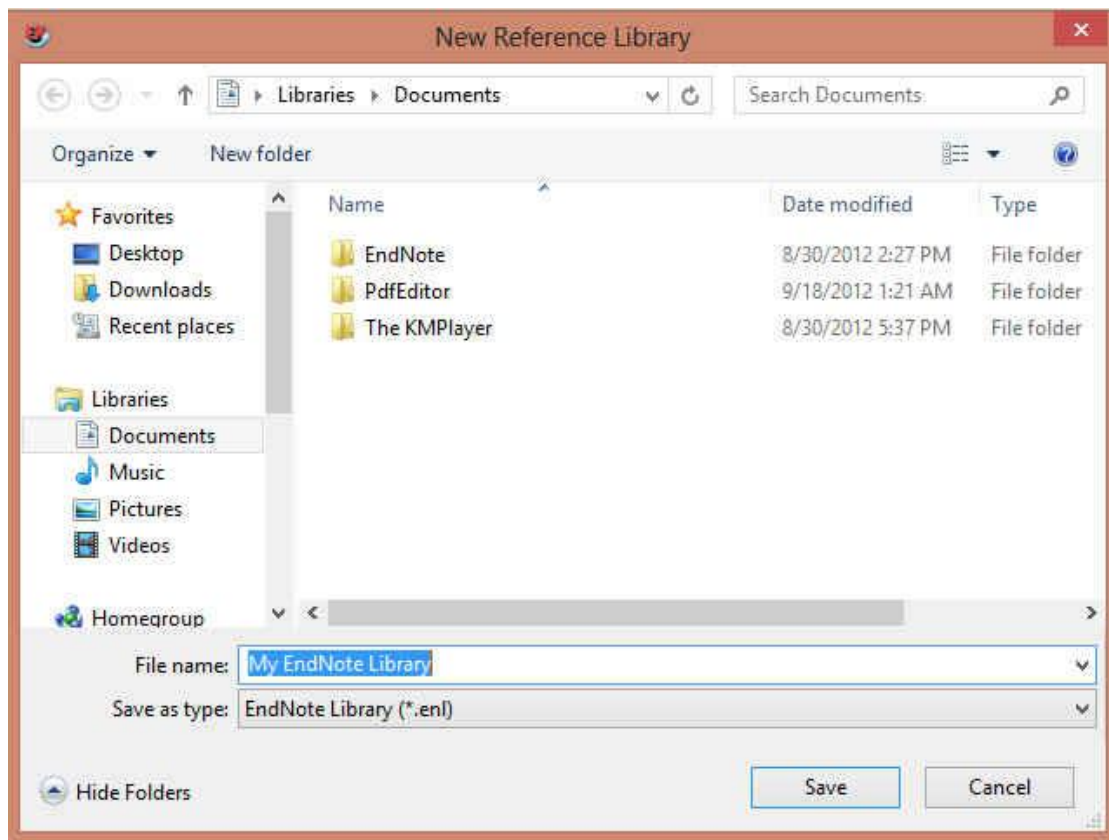 New Reference Library
Libraries Documents Search Documents
Organize New folder
Name Date modified Type
Favorites
Desktop
Downloads
Recent places
Libraries
Documents
Music
Pictures
Videos
Homegroup
EndNote 8/30/2012 2:27 PM File folder
PdfEditor 9/18/2012 1:21 AM File folder
The KMPlayer 8/30/2012 5:37 PM File folder
File name: My EndNote Library
Save as type: EndNote Library (*.enl)
Hide Folders Save Cancel